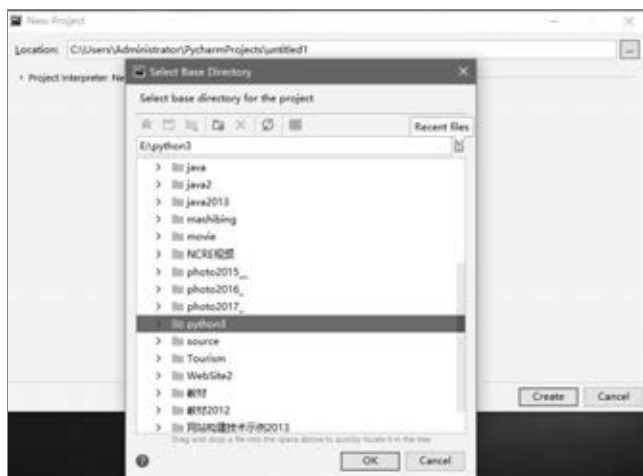 New Project
Location: C:\Users\Administrator\PycharmProjects\untitled1
Project Interpreter: Ne
Select Base Directory
Select base directory for the project
Recent files
E:\python3
java
java2
java2013
mashibing
movie
NCRE视频
photo2015_
photo2016_
photo2017_
python3
source
Tourism
WebSite2
教材
教材2012
网站构建技术示例2013
Drag and drop a file into the space above to quickly locate it in the tree
OK
Cancel
Create
Cancel